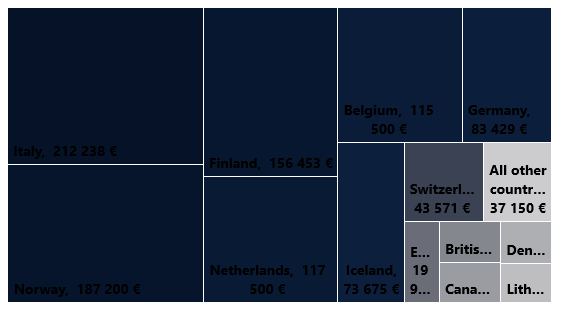 Italy, 212 238 €
Norway, 187 200 €
Finland, 156 453 €
Netherlands, 117
500 €
Belgium, 115
500 €
Germany,
83 429 €
Iceland,
73 675 €
Switzerl...
43 571 €
All other
countr...
37 150 €
E...
19
9...
Britis...
Cana...
Den...
Lith...